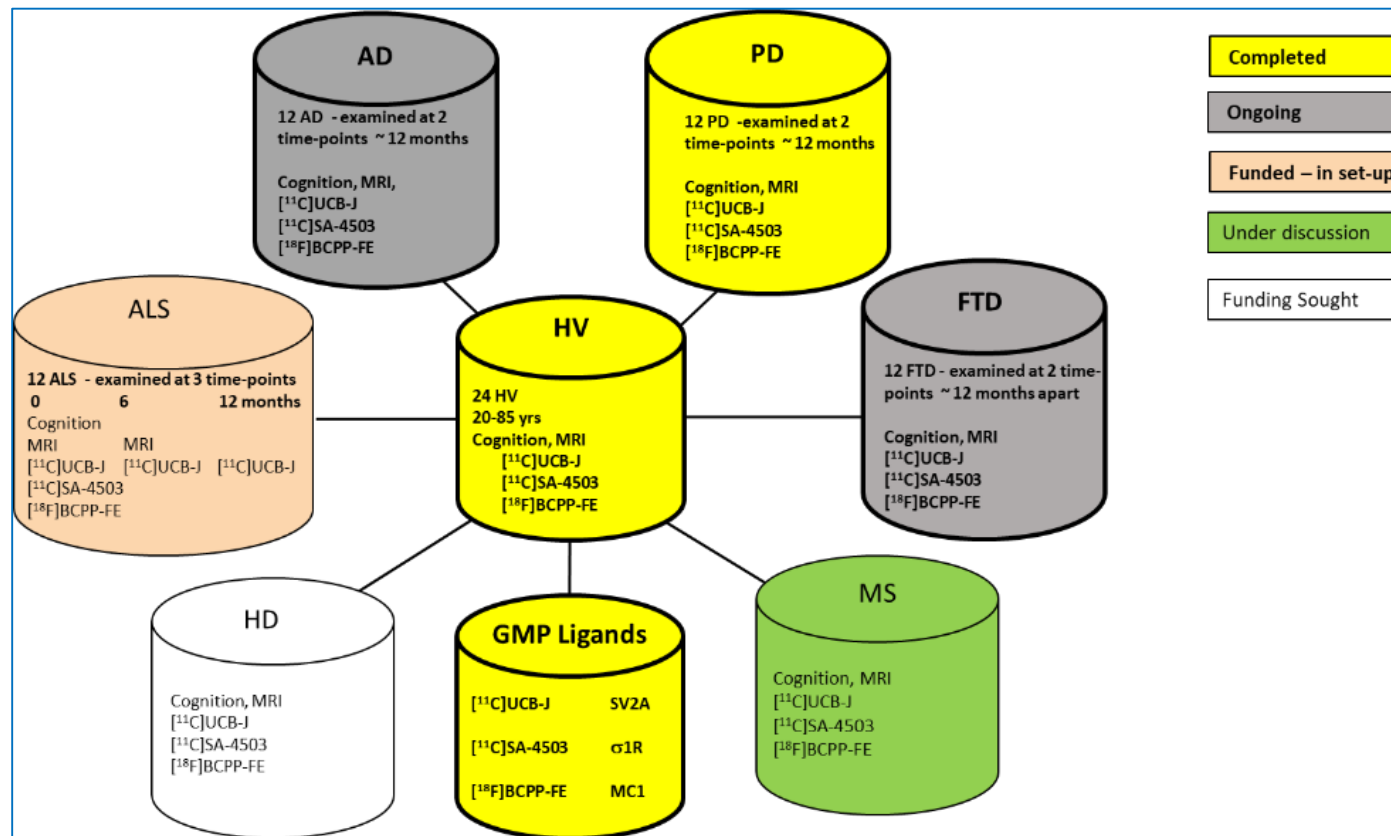 AD
12 AD - examined at 2
time-points ~ 12 months
Cognition, MRI,
[¹¹C]UCB-J
[¹¹C]SA-4503
[¹⁸F]BCPP-FE
PD
12 PD -examined at 2
time-points ~ 12 months
Cognition, MRI
[¹¹C]UCB-J
[¹¹C]SA-4503
[¹⁸F]BCPP-FE
Completed
Ongoing
Funded – in set-up
Under discussion
Funding Sought
ALS
12 ALS - examined at 3 time-points
0 6 12 months
Cognition
MRI MRI
[¹¹C]UCB-J [¹¹C]UCB-J [¹¹C]UCB-J
[¹¹C]SA-4503
[¹⁸F]BCPP-FE
HV
24 HV
20-85 yrs
Cognition, MRI
[¹¹C]UCB-J
[¹¹C]SA-4503
[¹⁸F]BCPP-FE
FTD
12 FTD - examined at 2 time-
points ~ 12 months apart
Cognition, MRI
[¹¹C]UCB-J
[¹¹C]SA-4503
[¹⁸F]BCPP-FE
HD
Cognition, MRI
[¹¹C]UCB-J
[¹¹C]SA-4503
[¹⁸F]BCPP-FE
GMP Ligands
[¹¹C]UCB-J SV2A
[¹¹C]SA-4503 σ1R
[¹⁸F]BCPP-FE MC1
MS
Cognition, MRI
[¹¹C]UCB-J
[¹¹C]SA-4503
[¹⁸F]BCPP-FE